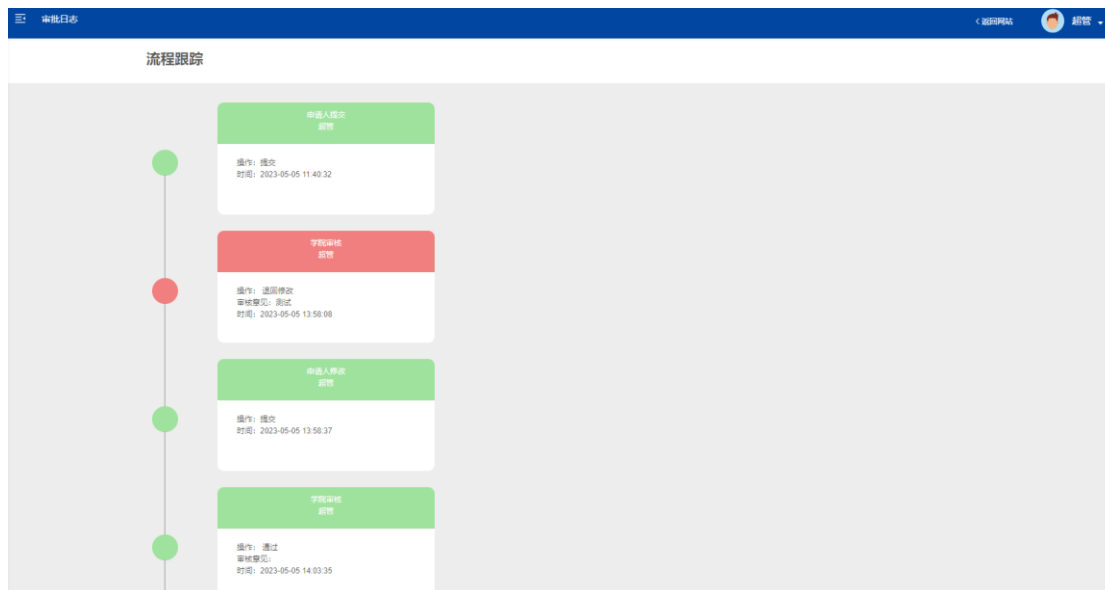 审批日志
< 返回网站
超管
流程跟踪
申请人提交
超管
操作：提交
时间：2023-05-05 11:40:32
学院审核
超管
操作： 退回修改
审核意见：测试
时间：2023-05-05 13:58:08
申请人修改
超管
操作：提交
时间：2023-05-05 13:58:37
学院审核
超管
操作： 通过
审核意见：
时间：2023-05-05 14:03:35